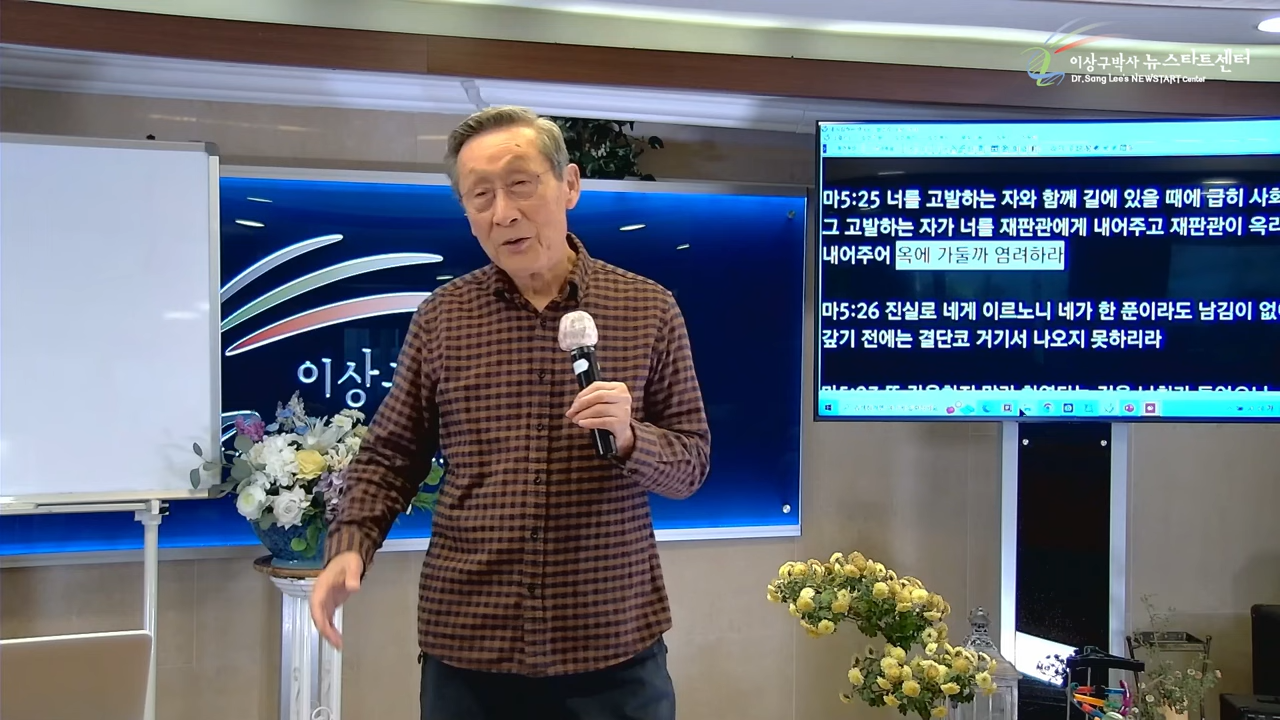 이상구박사 뉴스타트센터
Dr. Sang Lee's NEWSTART Center
마5:25 너를 고발하는 자와 함께 길에 있을 때에 급히 사화
그 고발하는 자가 너를 재판관에게 내어주고 재판관이 옥리
내어주어 옥에 가둘까 염려하라
마5:26 진실로 네게 이르노니 네가 한 푼이라도 남김이 없이
갚기 전에는 결단코 거기서 나오지 못하리라
이상구